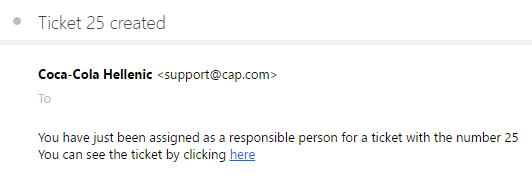 Ticket 25 created
Coca-Cola Hellenic <support@cap.com>
To
You have just been assigned as a responsible person for a ticket with the number 25
You can see the ticket by clicking here